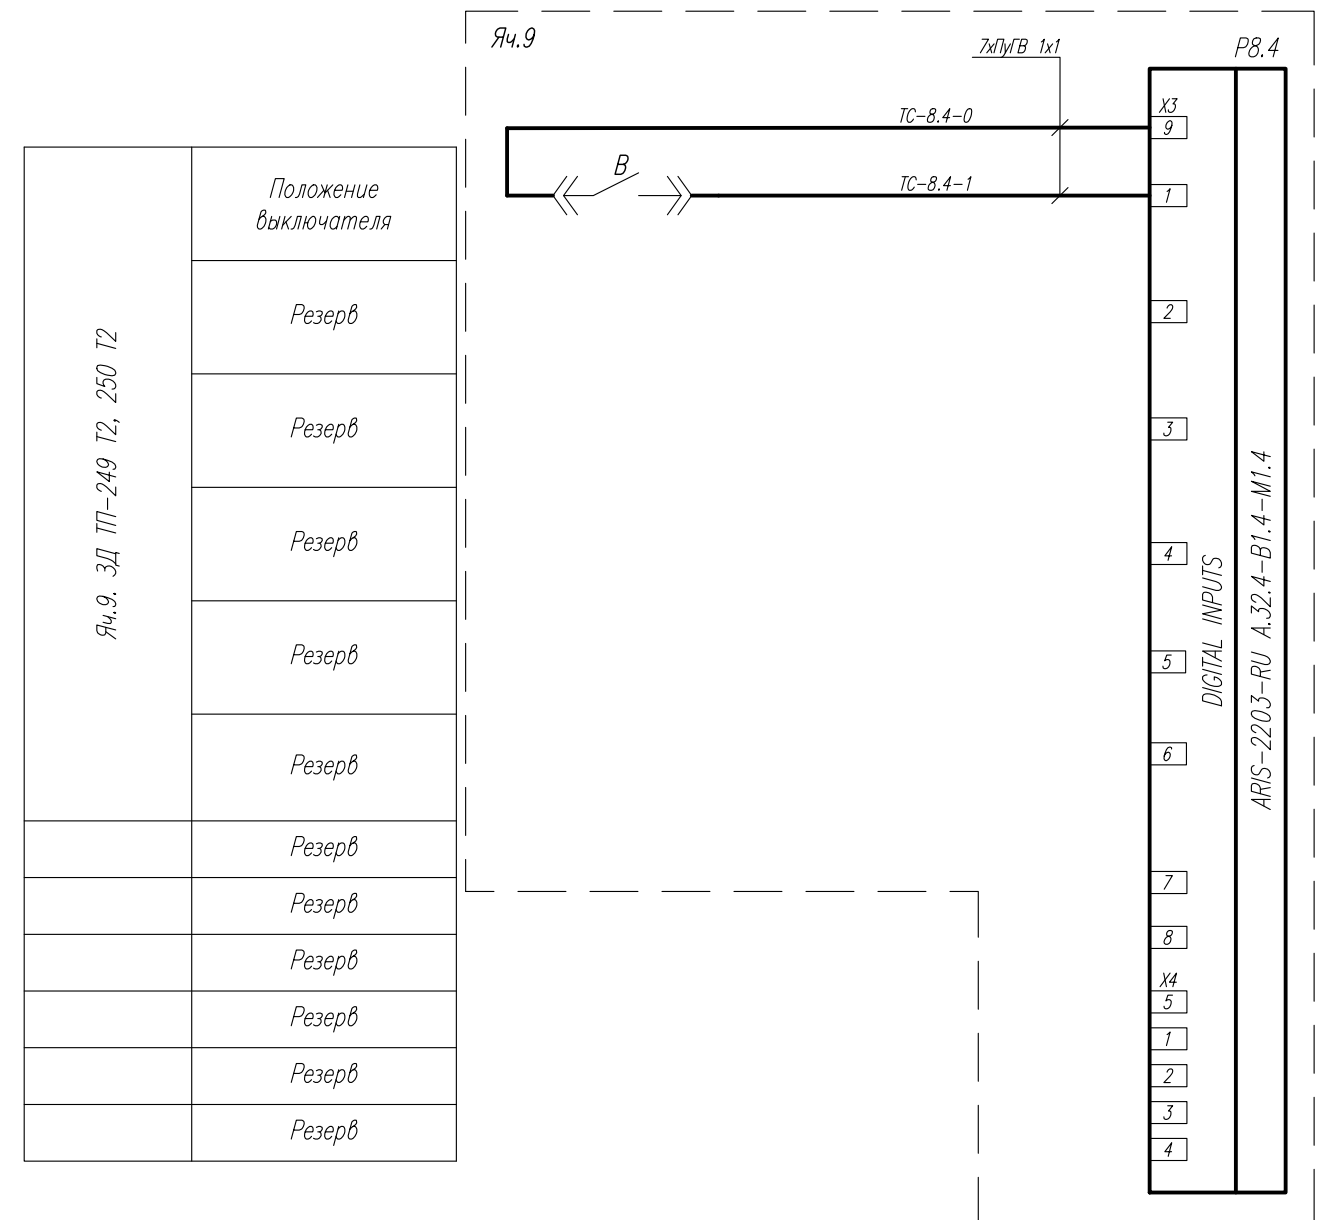 Яч.9
7хПуГВ 1х1
Р8.4
ТС-8.4-0
Х3
9
В
ТС-8.4-1
1
2
3
4
5
6
7
8
Х4
5
1
2
3
4
DIGITAL INPUTS
ARIS-2203-RU A.32.4-B1.4-M1.4
Яч.9. ЗД ТП-249 Т2, 250 Т2
Положение
выключателя
Резерв
Резерв
Резерв
Резерв
Резерв
Резерв
Резерв
Резерв
Резерв
Резерв
Резерв